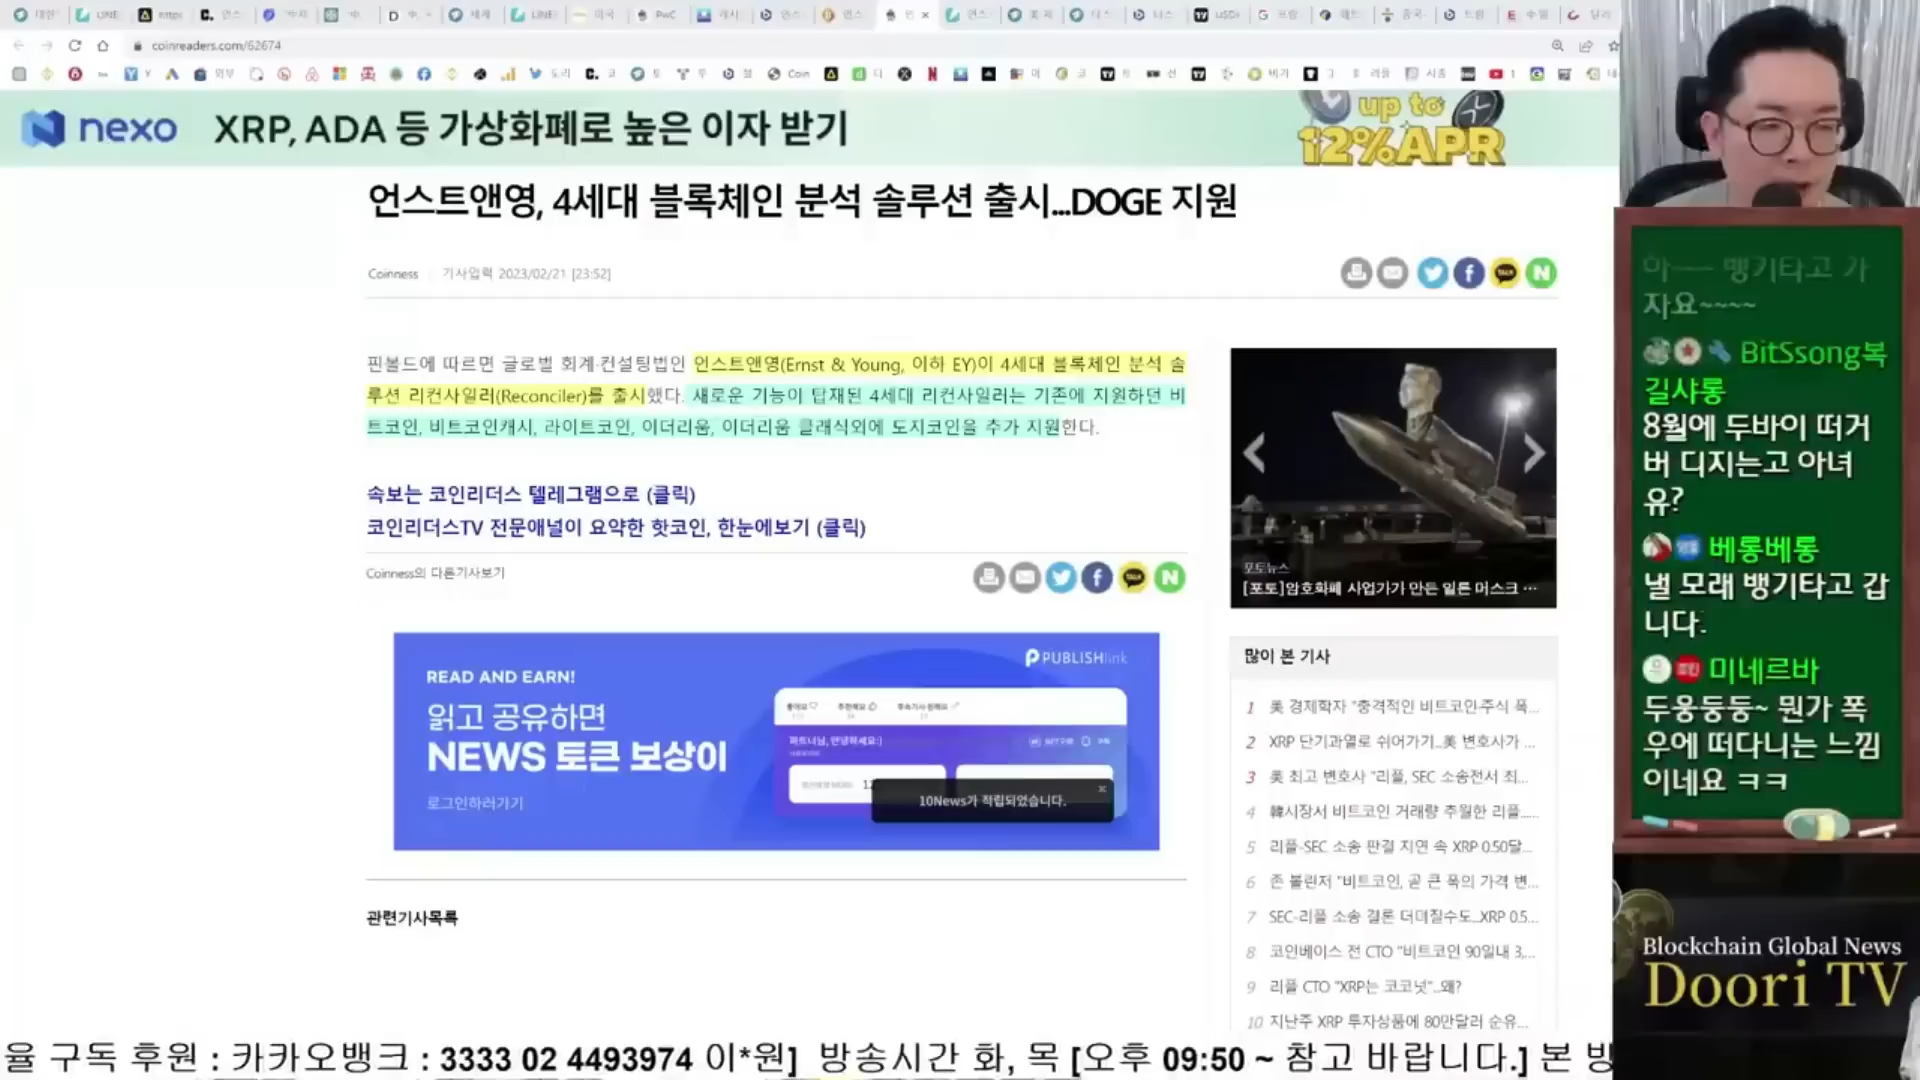 coinreaders.com/62674
nexo
XRP, ADA 등 가상화폐로 높은 이자 받기
up to
12% APR
언스트앤영, 4세대 블록체인 분석 솔루션 출시...DOGE 지원
Coinness
기사입력 2023/02/21 [23:52]
핀볼드에 따르면 글로벌 회계·컨설팅법인 언스트앤영(Ernst & Young, 이하 EY)이 4세대 블록체인 분석 솔
루션 리컨사일러(Reconciler)를 출시했다. 새로운 기능이 탑재된 4세대 리컨사일러는 기존에 지원하던 비
트코인, 비트코인캐시, 라이트코인, 이더리움, 이더리움 클래식외에 도지코인을 추가 지원한다.
속보는 코인리더스 텔레그램으로 (클릭)
코인리더스TV 전문애널이 요약한 핫코인, 한눈에보기 (클릭)
Coinness의 다른기사보기
READ AND EARN!
읽고 공유하면
NEWS 토큰 보상이
로그인하러가기
PUBLISHlink
파트너님, 안녕하세요:)
10News가 적립되었습니다.
관련기사목록
포토뉴스
[포토]암호화폐 사업가가 만든 일론 머스크 ...
많이 본 기사
1 美 경제학자 "충격적인 비트코인·주식 폭...
2 XRP 단기과열로 쉬어가기..美 변호사가 ...
3 美 최고 변호사 "리플, SEC 소송전서 최...
4 韓시장서 비트코인 거래량 추월한 리플.....
5 리플-SEC 소송 판결 지연 속 XRP 0.50달...
6 존 볼린저 "비트코인, 곧 큰 폭의 가격 변...
7 SEC-리플 소송 결론 더뎌질수도...XRP 0.5...
8 코인베이스 전 CTO "비트코인 90일내 3,...
9 리플 CTO "XRP는 코코넛"...왜?
10 지난주 XRP 투자상품에 80만달러 순유...
하~~ 뱅기타고 가
자요~~~~
BitSsong복
길샤롱
8월에 두바이 떠거
버 디지는고 아녀
유?
베롱베롱
낼 모래 뱅기타고 갑
니다.
미네르바
두웅둥둥~ 뭔가 폭
우에 떠다니는 느낌
이네요 ㅋㅋ
Blockchain Global News
Doori TV
율 구독 후원 : 카카오뱅크 : 3333 02 4493974 이*원] 방송시간 화, 목 [오후 09:50 ~ 참고 바랍니다.] 본 방